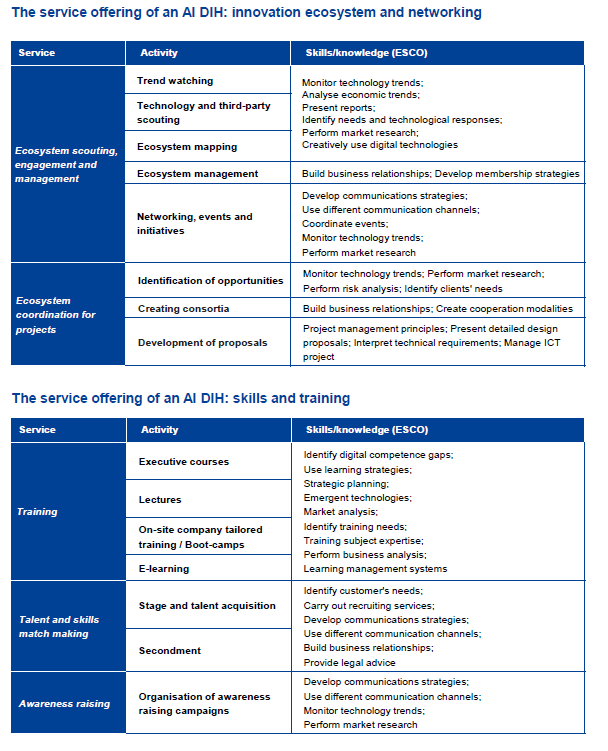 The service offering of an AI DIH: innovation ecosystem and networking
Service
Activity
Skills/knowledge (ESCO)
Ecosystem scouting,
engagement and
management
Trend watching
Technology and third-party
scouting
Ecosystem mapping
Monitor technology trends;
Analyse economic trends;
Present reports;
Identify needs and technological responses;
Perform market research;
Creatively use digital technologies
Ecosystem management
Build business relationships; Develop membership strategies
Networking, events and
initiatives
Develop communications strategies;
Use different communication channels;
Coordinate events;
Monitor technology trends;
Perform market research
Ecosystem
coordination for
projects
Identification of opportunities
Monitor technology trends; Perform market research;
Perform risk analysis; Identify clients' needs
Creating consortia
Build business relationships; Create cooperation modalities
Development of proposals
Project management principles; Present detailed design
proposals; Interpret technical requirements; Manage ICT
project
The service offering of an AI DIH: skills and training
Service
Activity
Skills/knowledge (ESCO)
Training
Executive courses
Lectures
On-site company tailored
training / Boot-camps
E-learning
Identify digital competence gaps;
Use learning strategies;
Strategic planning;
Emergent technologies;
Market analysis;
Identify training needs;
Training subject expertise;
Perform business analysis;
Learning management systems
Talent and skills
match making
Stage and talent acquisition
Secondment
Identify customer's needs;
Carry out recruiting services;
Develop communications strategies;
Use different communication channels;
Build business relationships;
Provide legal advice
Awareness raising
Organisation of awareness
raising campaigns
Develop communications strategies;
Use different communication channels;
Monitor technology trends;
Perform market research